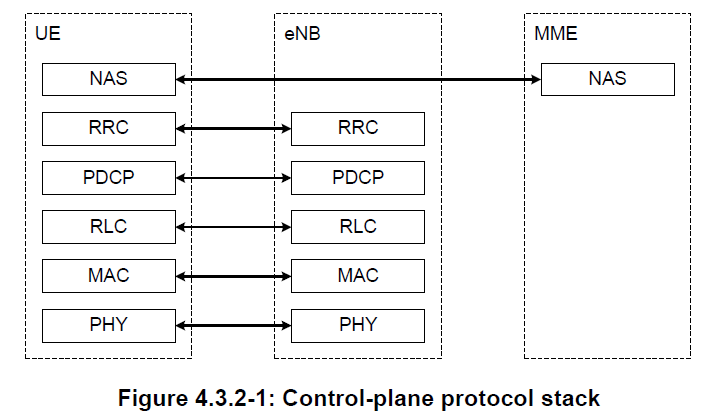 UE eNB MME
NAS NAS
RRC RRC
PDCP PDCP
RLC RLC
MAC MAC
PHY PHY
Figure 4.3.2-1: Control-plane protocol stack